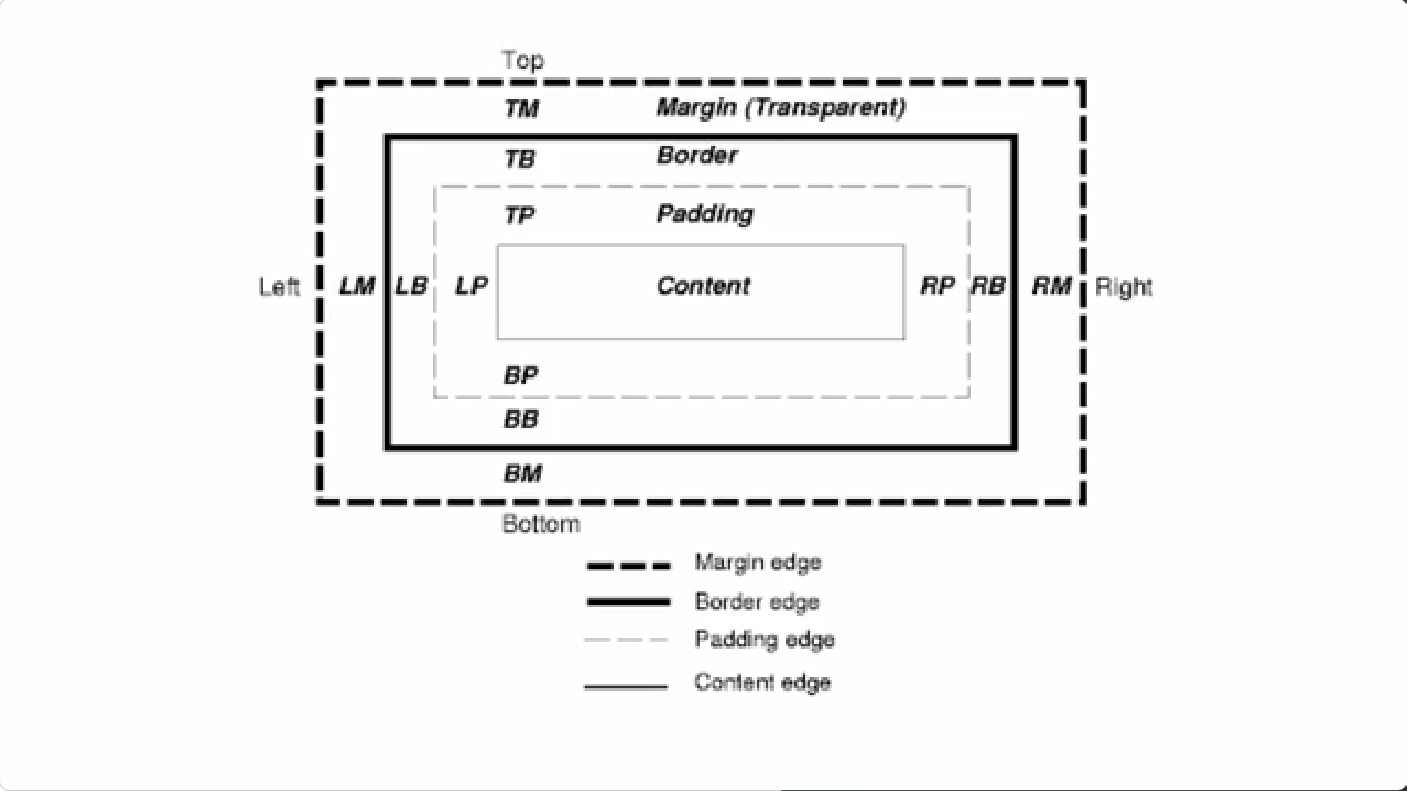 Top
TM Margin (Transparent)
TB Border
TP Padding
Left LM LB LP Content RP RB RM Right
BP
BB
BM
Bottom
Margin edge
Border edge
Padding edge
Content edge